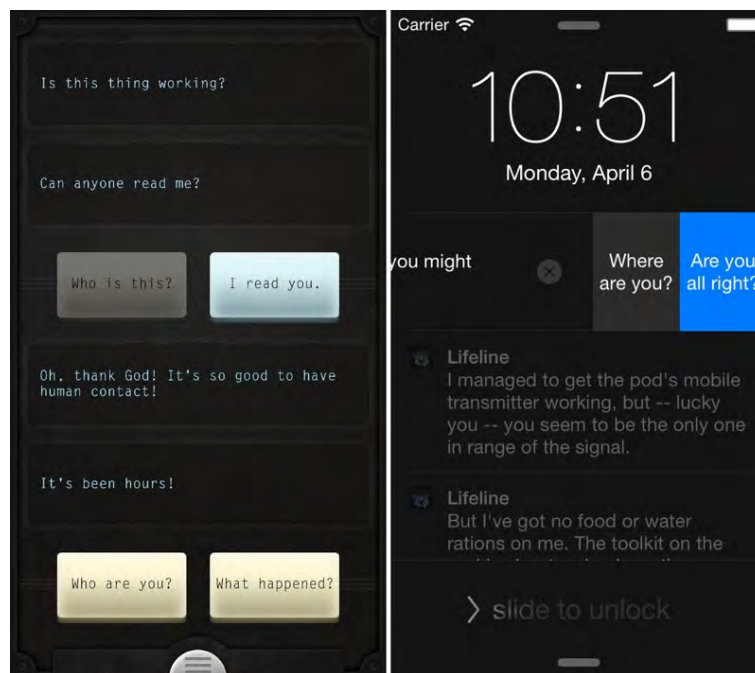 Is this thing working?
Can anyone read me?
Who is this?
I read you.
Oh, thank God! It's so good to have
human contact!
It's been hours!
Who are you?
What happened?
Carrier
10:51
Monday, April 6
you might
Where
are you?
Are you
all right?
Lifeline
I managed to get the pod's mobile
transmitter working, but -- lucky
you -- you seem to be the only one
in range of the signal.
Lifeline
But I've got no food or water
rations on me. The toolkit on the
slide to unlock